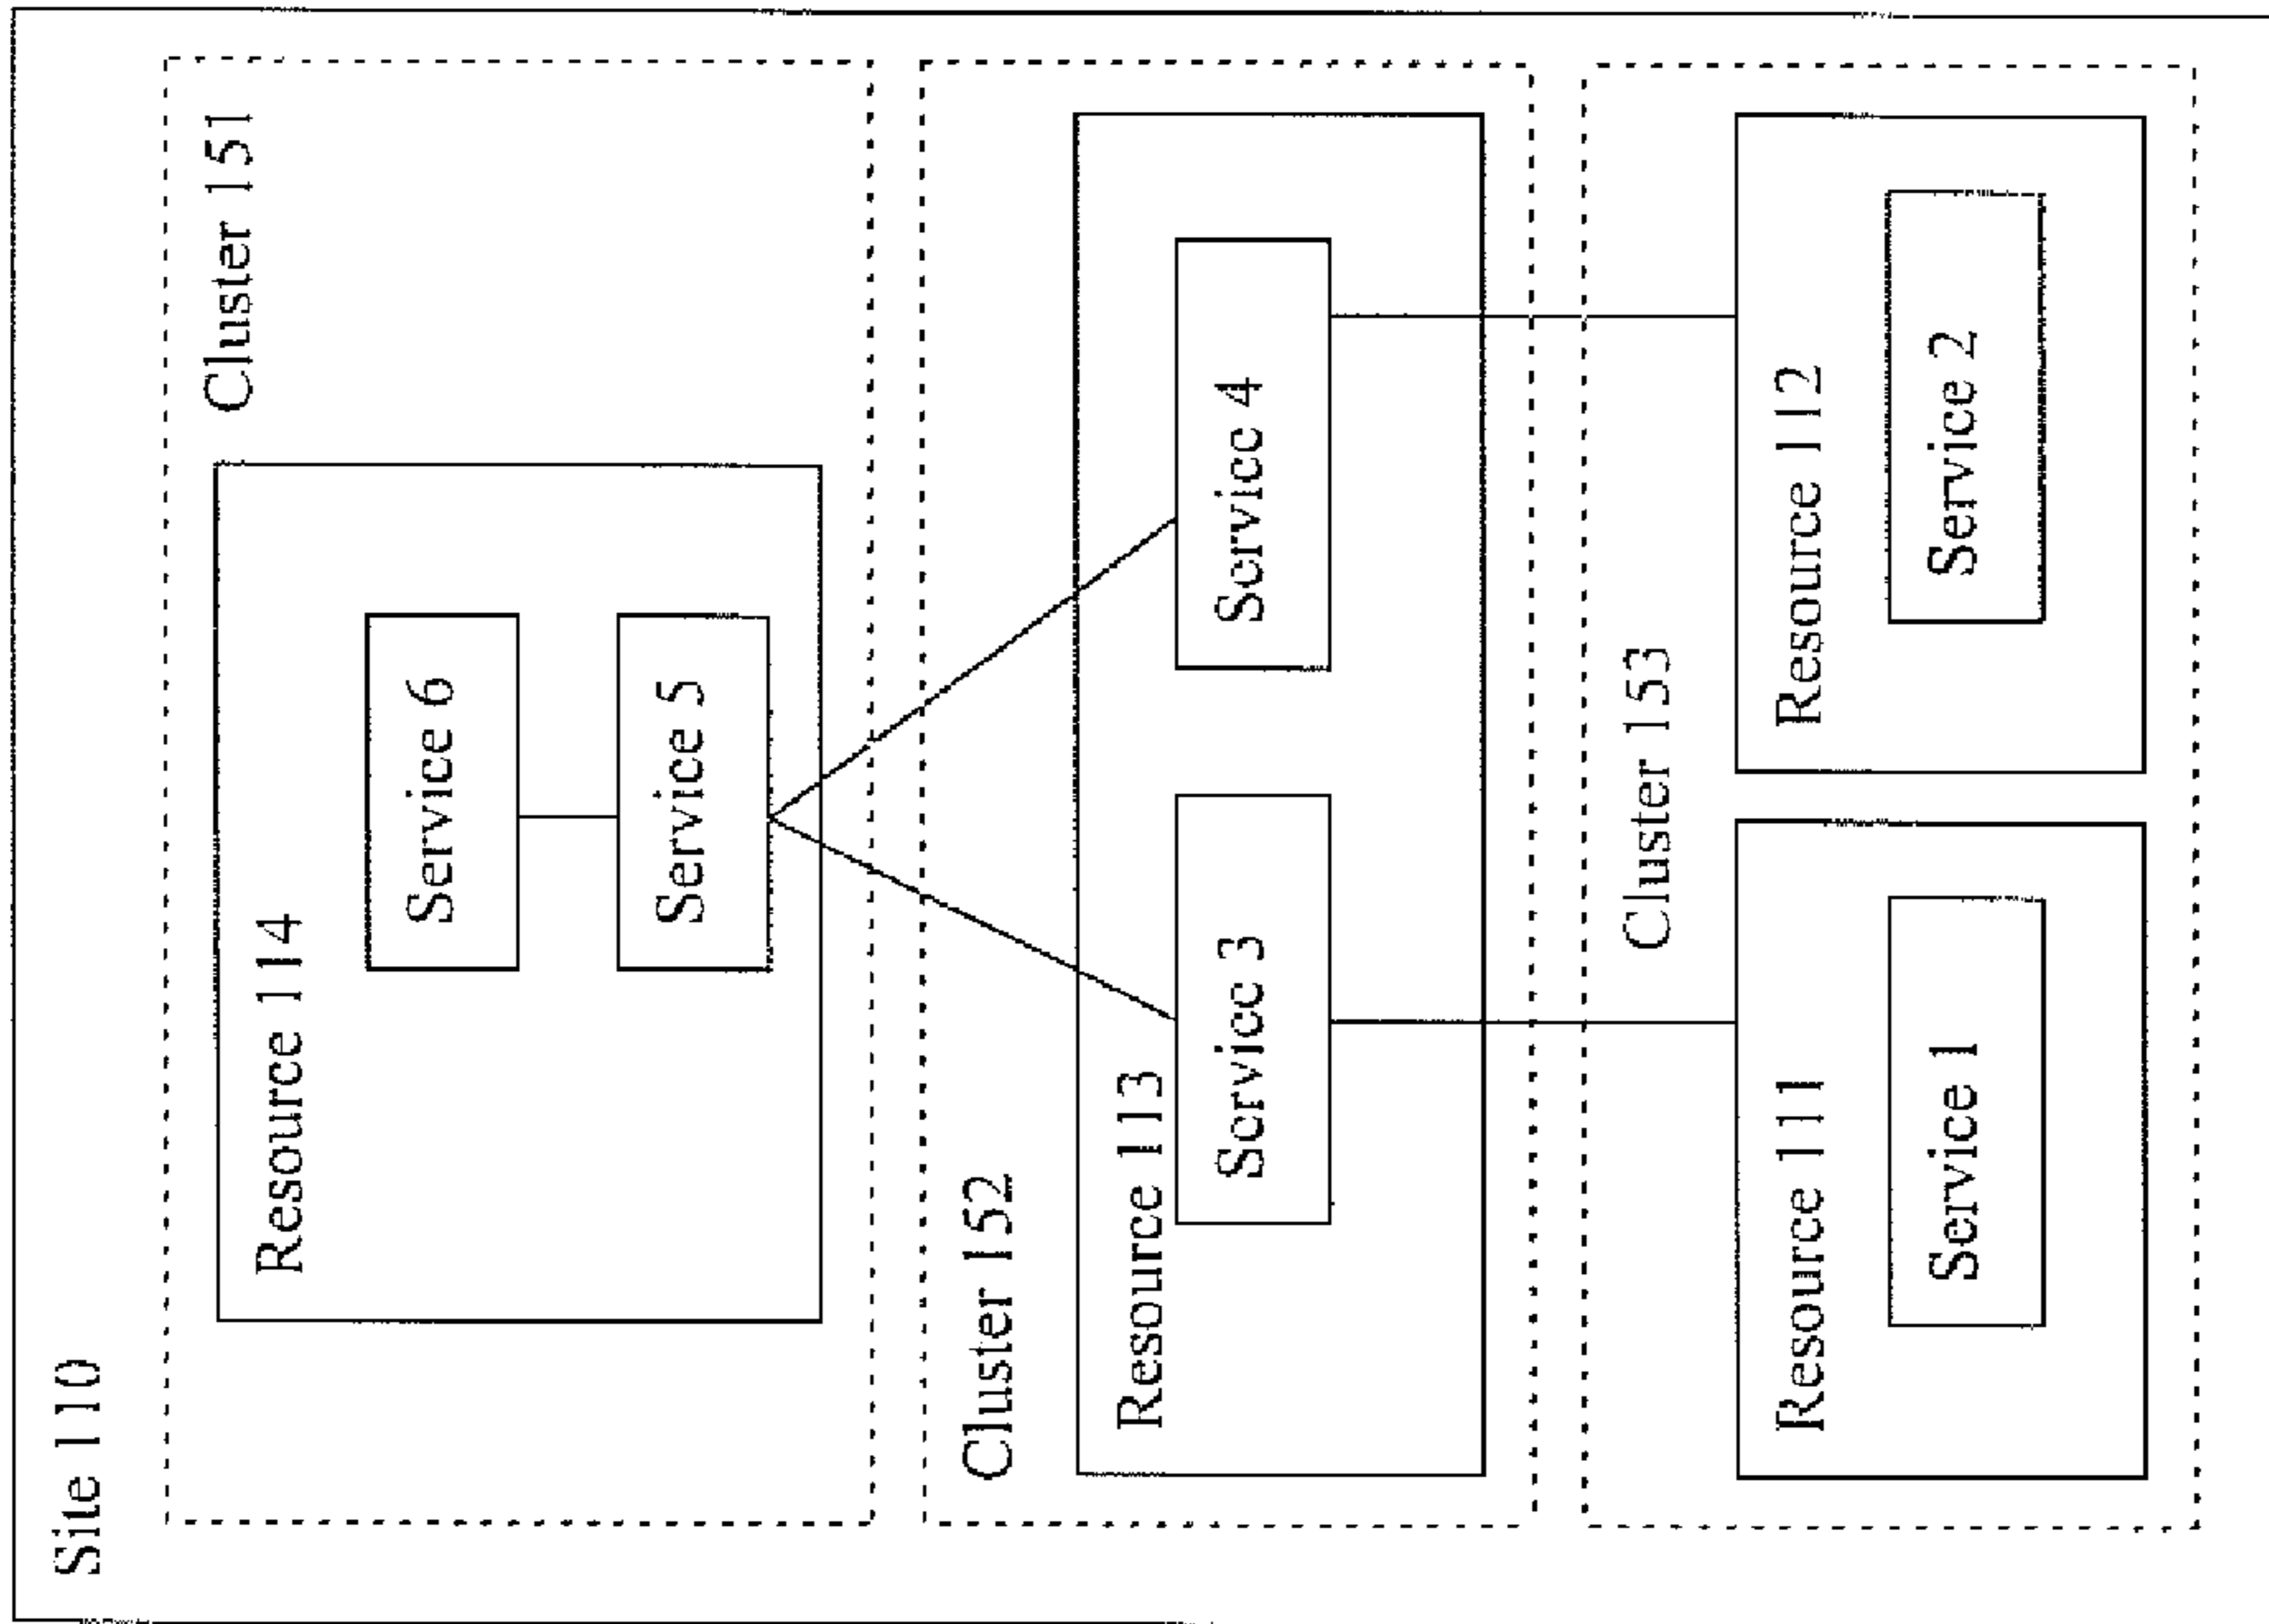 Site 110
Cluster 151
Resource 114
Service 6
Service 5
Cluster 152
Resource 113
Service 3
Service 4
Cluster 153
Resource 111
Service 1
Resource 112
Service 2